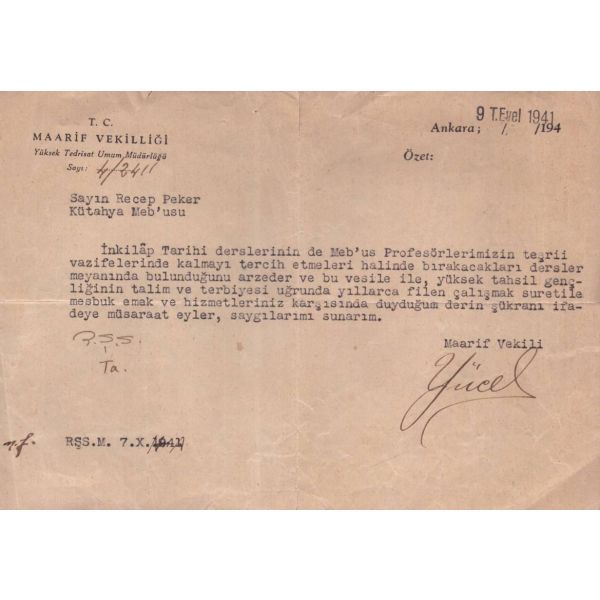 T. C.
MAARİF VEKİLLİĞİ
Yüksek Tedrisat Umum Müdürlüğü
Sayı: 4/2411
9 T.Evel 1941
Ankara; / /194
Özet:
Sayın Recep Peker
Kütahya Meb'usu
İnkilâp Tarihi derslerinin de Meb'us Profesörlerimizin teşrii
vazifelerinde kalmayı tercih etmeleri halinde bırakacakları dersler
meyanında bulunduğunu arzeder ve bu vesile ile, yüksek tahsil genç-
liğinin talim ve terbiyesi uğrunda yıllarca filen çalışmak suretile
mesbuk emek ve hizmetleriniz karşısında duyduğum derin şükranı ifa-
deye müsaraat eyler, saygılarımı sunarım.
Maarif Vekili
Yücel
R.S.S.
Ta.
RŞS.M. 7.X.1941